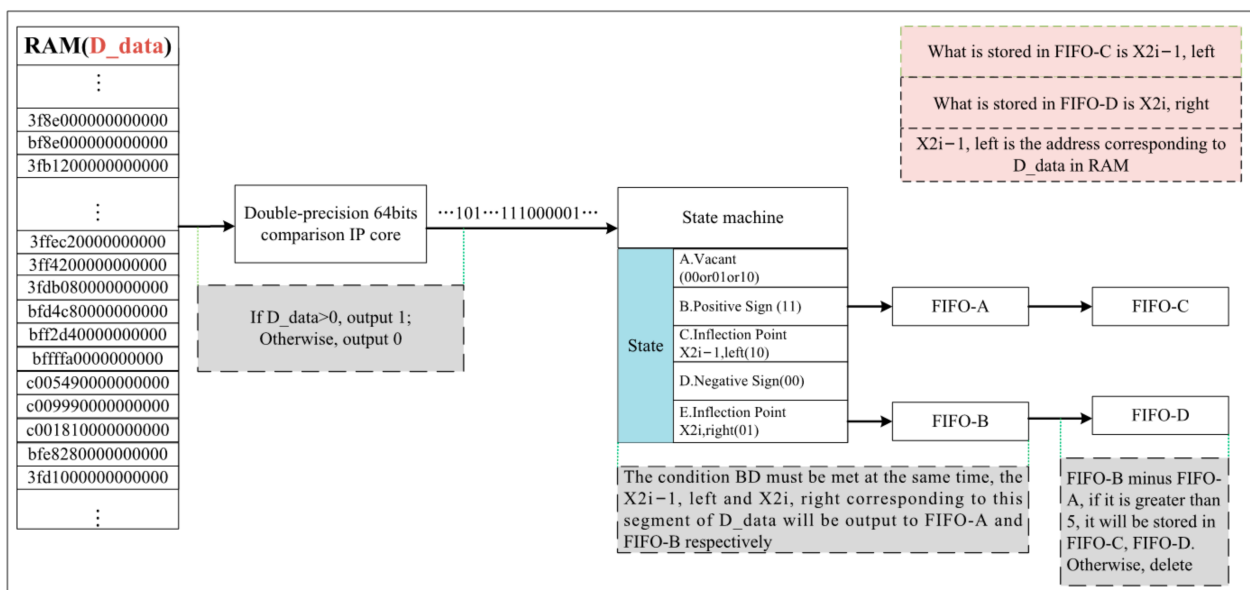 RAM(D_data)
⋮
3f8e000000000000
bf8e000000000000
3fb1200000000000
⋮
3ffec20000000000
3ff4200000000000
3fdb080000000000
bfd4c80000000000
bff2d40000000000
bffffa0000000000
c005490000000000
c009990000000000
c001810000000000
bfe8280000000000
3fd1000000000000
⋮
Double-precision 64bits
comparison IP core
If D_data>0, output 1;
Otherwise, output 0
···101···111000001···
State machine
State
A.Vacant
(00or01or10)
B.Positive Sign (11)
C.Inflection Point
X2i−1,left(10)
D.Negative Sign(00)
E.Inflection Point
X2i,right(01)
The condition BD must be met at the same time, the
X2i−1, left and X2i, right corresponding to this
segment of D_data will be output to FIFO-A and
FIFO-B respectively
FIFO-A
FIFO-C
FIFO-B
FIFO-D
FIFO-B minus FIFO-
A, if it is greater than
5, it will be stored in
FIFO-C, FIFO-D.
Otherwise, delete
What is stored in FIFO-C is X2i−1, left
What is stored in FIFO-D is X2i, right
X2i−1, left is the address corresponding to
D_data in RAM